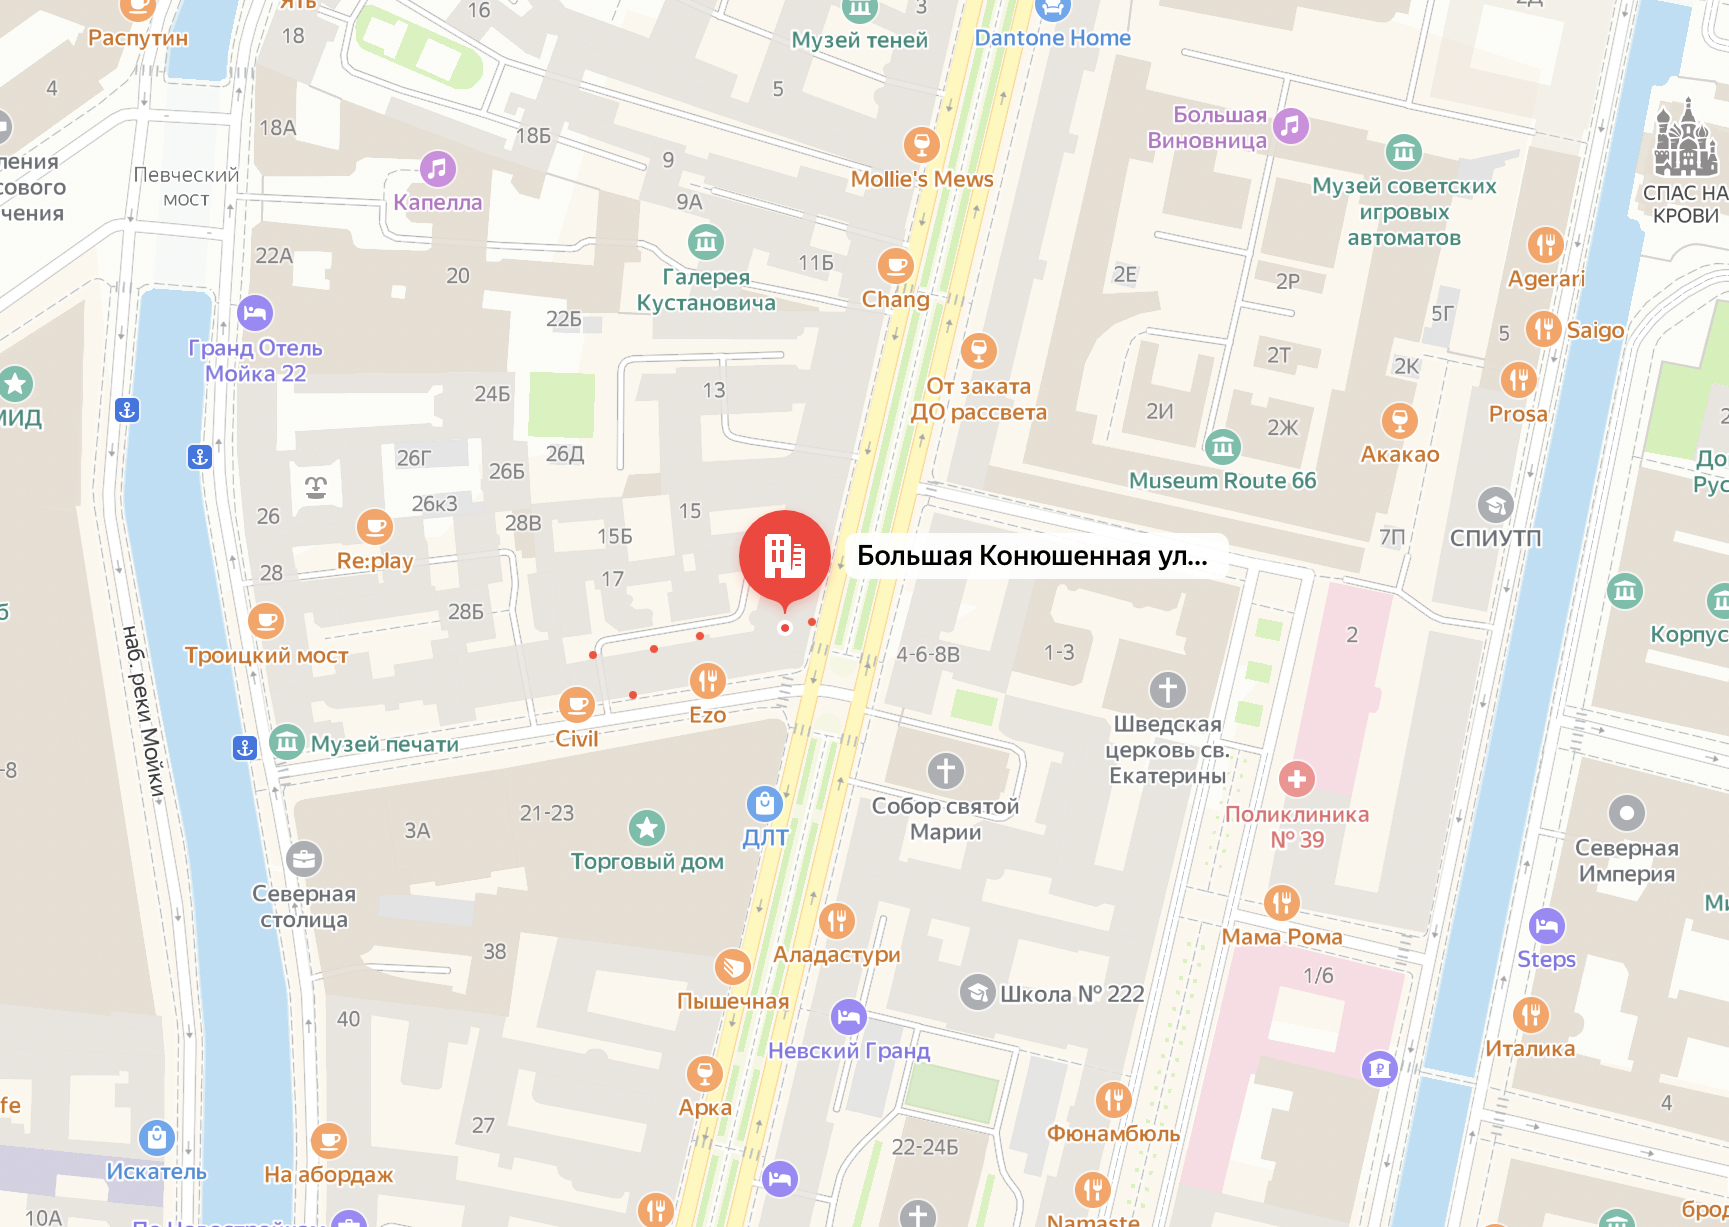 Распутин
Ять
16
18
3
Музей теней
Dantone Home
2Д
4
5
18А
18Б
Большая
Виновница
9
Mollie's Mews
Певческий
мост
Капелла
9А
Музей советских
игровых
автоматов
СПАС НА
КРОВИ
ления
сового
чения
22А
20
Галерея
Кустановича
11Б
Chang
2Е
2Р
Agerari
5Г
5
Saigo
22Б
Гранд Отель
Мойка 22
2Т
2К
МИД
24Б
13
От заката
ДО рассвета
2И
2Ж
Prosa
Акакао
26Г
26Б
26Д
Museum Route 66
До
Рус
26
26к3
28В
15
15Б
7П
СПИУТП
Re:play
Большая Конюшенная ул...
28
17
28Б
б
Корпус
2
Троицкий мост
4-6-8В
1-3
наб. реки Мойки
Ezo
Civil
Музей печати
Шведская
церковь св.
Екатерины
-8
21-23
3А
ДЛТ
Собор святой
Марии
Поликлиника
№ 39
Торговый дом
Северная
Империя
Северная
столица
Ми
38
Аладастури
Мама Рома
Steps
Пышечная
Школа № 222
1/6
40
Невский Гранд
Италика
fe
27
Арка
4
Фюнамбюль
22-24Б
Искатель
На абордаж
10А
Namaste
брод